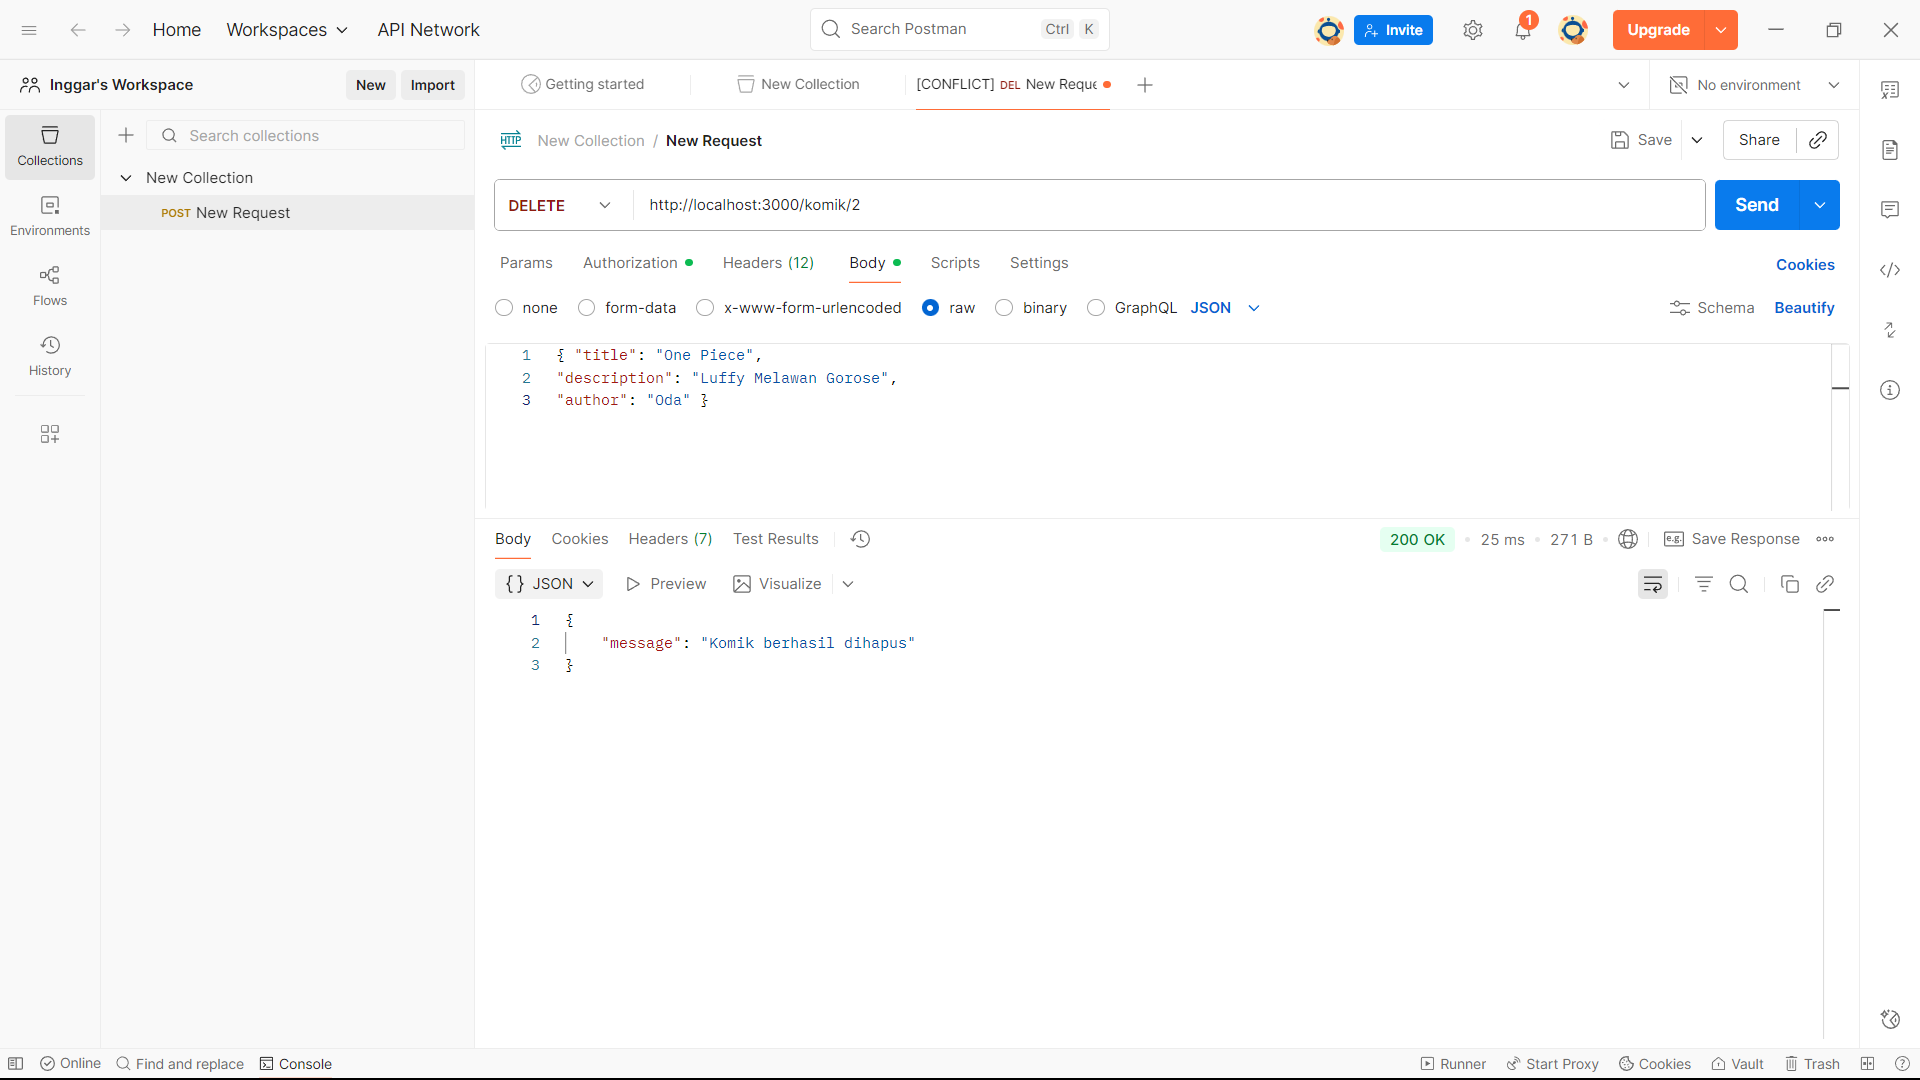 Home
Workspaces
API Network
Search Postman
Ctrl K
Invite
1
Upgrade
Inggar's Workspace
New
Import
Getting started
New Collection
[CONFLICT] DEL New Reque
No environment
Collections
Search collections
New Collection
POST New Request
Environments
Flows
History
HTTP
New Collection / New Request
Save
Share
DELETE
http://localhost:3000/komik/2
Send
Params
Authorization
Headers (12)
Body
Scripts
Settings
Cookies
none
form-data
x-www-form-urlencoded
raw
binary
GraphQL
JSON
Schema
Beautify
1 { "title": "One Piece",
2 "description": "Luffy Melawan Gorose",
3 "author": "Oda" }
Body
Cookies
Headers (7)
Test Results
200 OK
25 ms
271 B
e.g.
Save Response
{} JSON
Preview
Visualize
1 {
2 "message": "Komik berhasil dihapus"
3 }
Online
Find and replace
Console
Runner
Start Proxy
Cookies
Vault
Trash